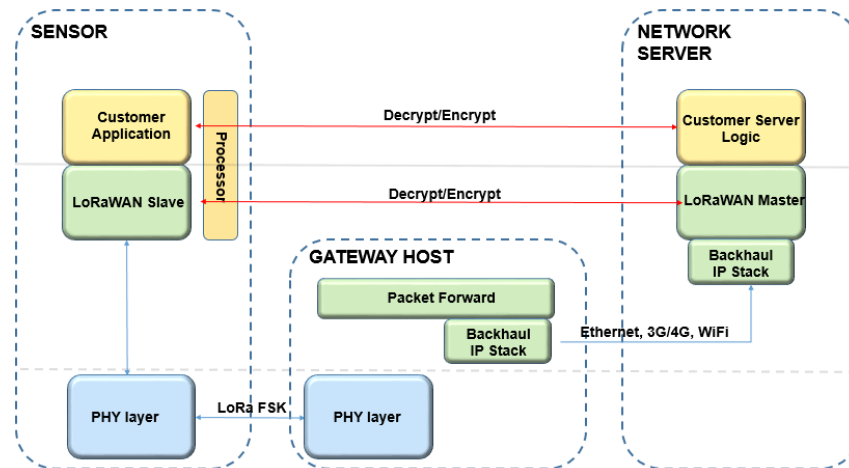 SENSOR
NETWORK
SERVER
Customer
Application
Processor
Decrypt/Encrypt
Customer Server
Logic
LoRaWAN Slave
Decrypt/Encrypt
LoRaWAN Master
Backhaul
IP Stack
GATEWAY HOST
Packet Forward
Backhaul
IP Stack
Ethernet, 3G/4G, WiFi
PHY layer
LoRa FSK
PHY layer